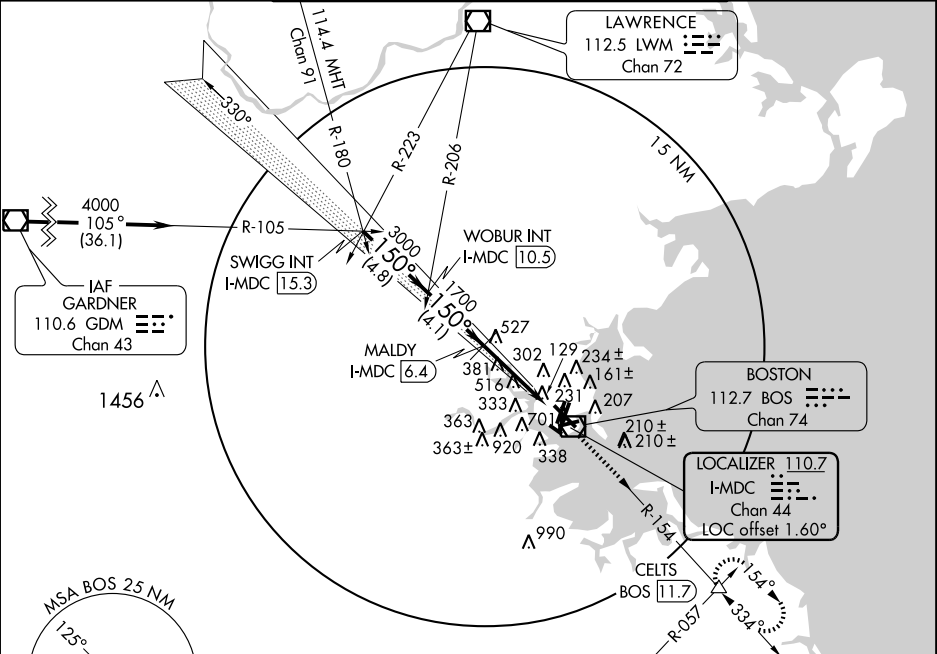 LAWRENCE
112.5 LWM
Chan 72
114.4 MHT
Chan 91
R-180
R-223
R-206
15 NM
330°
4000
105°
(36.1)
R-105
3000
150°
(4.8)
SWIGG INT
I-MDC 15.3
WOBUR INT
I-MDC 10.5
1700
150°
(4.1)
IAF
GARDNER
110.6 GDM
Chan 43
MALDY
I-MDC 6.4
527
381
302
129
234±
516
161±
231
333
207
701
363
363±
920
338
210±
210±
1456
BOSTON
112.7 BOS
Chan 74
LOCALIZER 110.7
I-MDC
Chan 44
LOC offset 1.60°
R-154
990
CELTS
BOS 11.7
154°
334°
R-057
MSA BOS 25 NM
125°